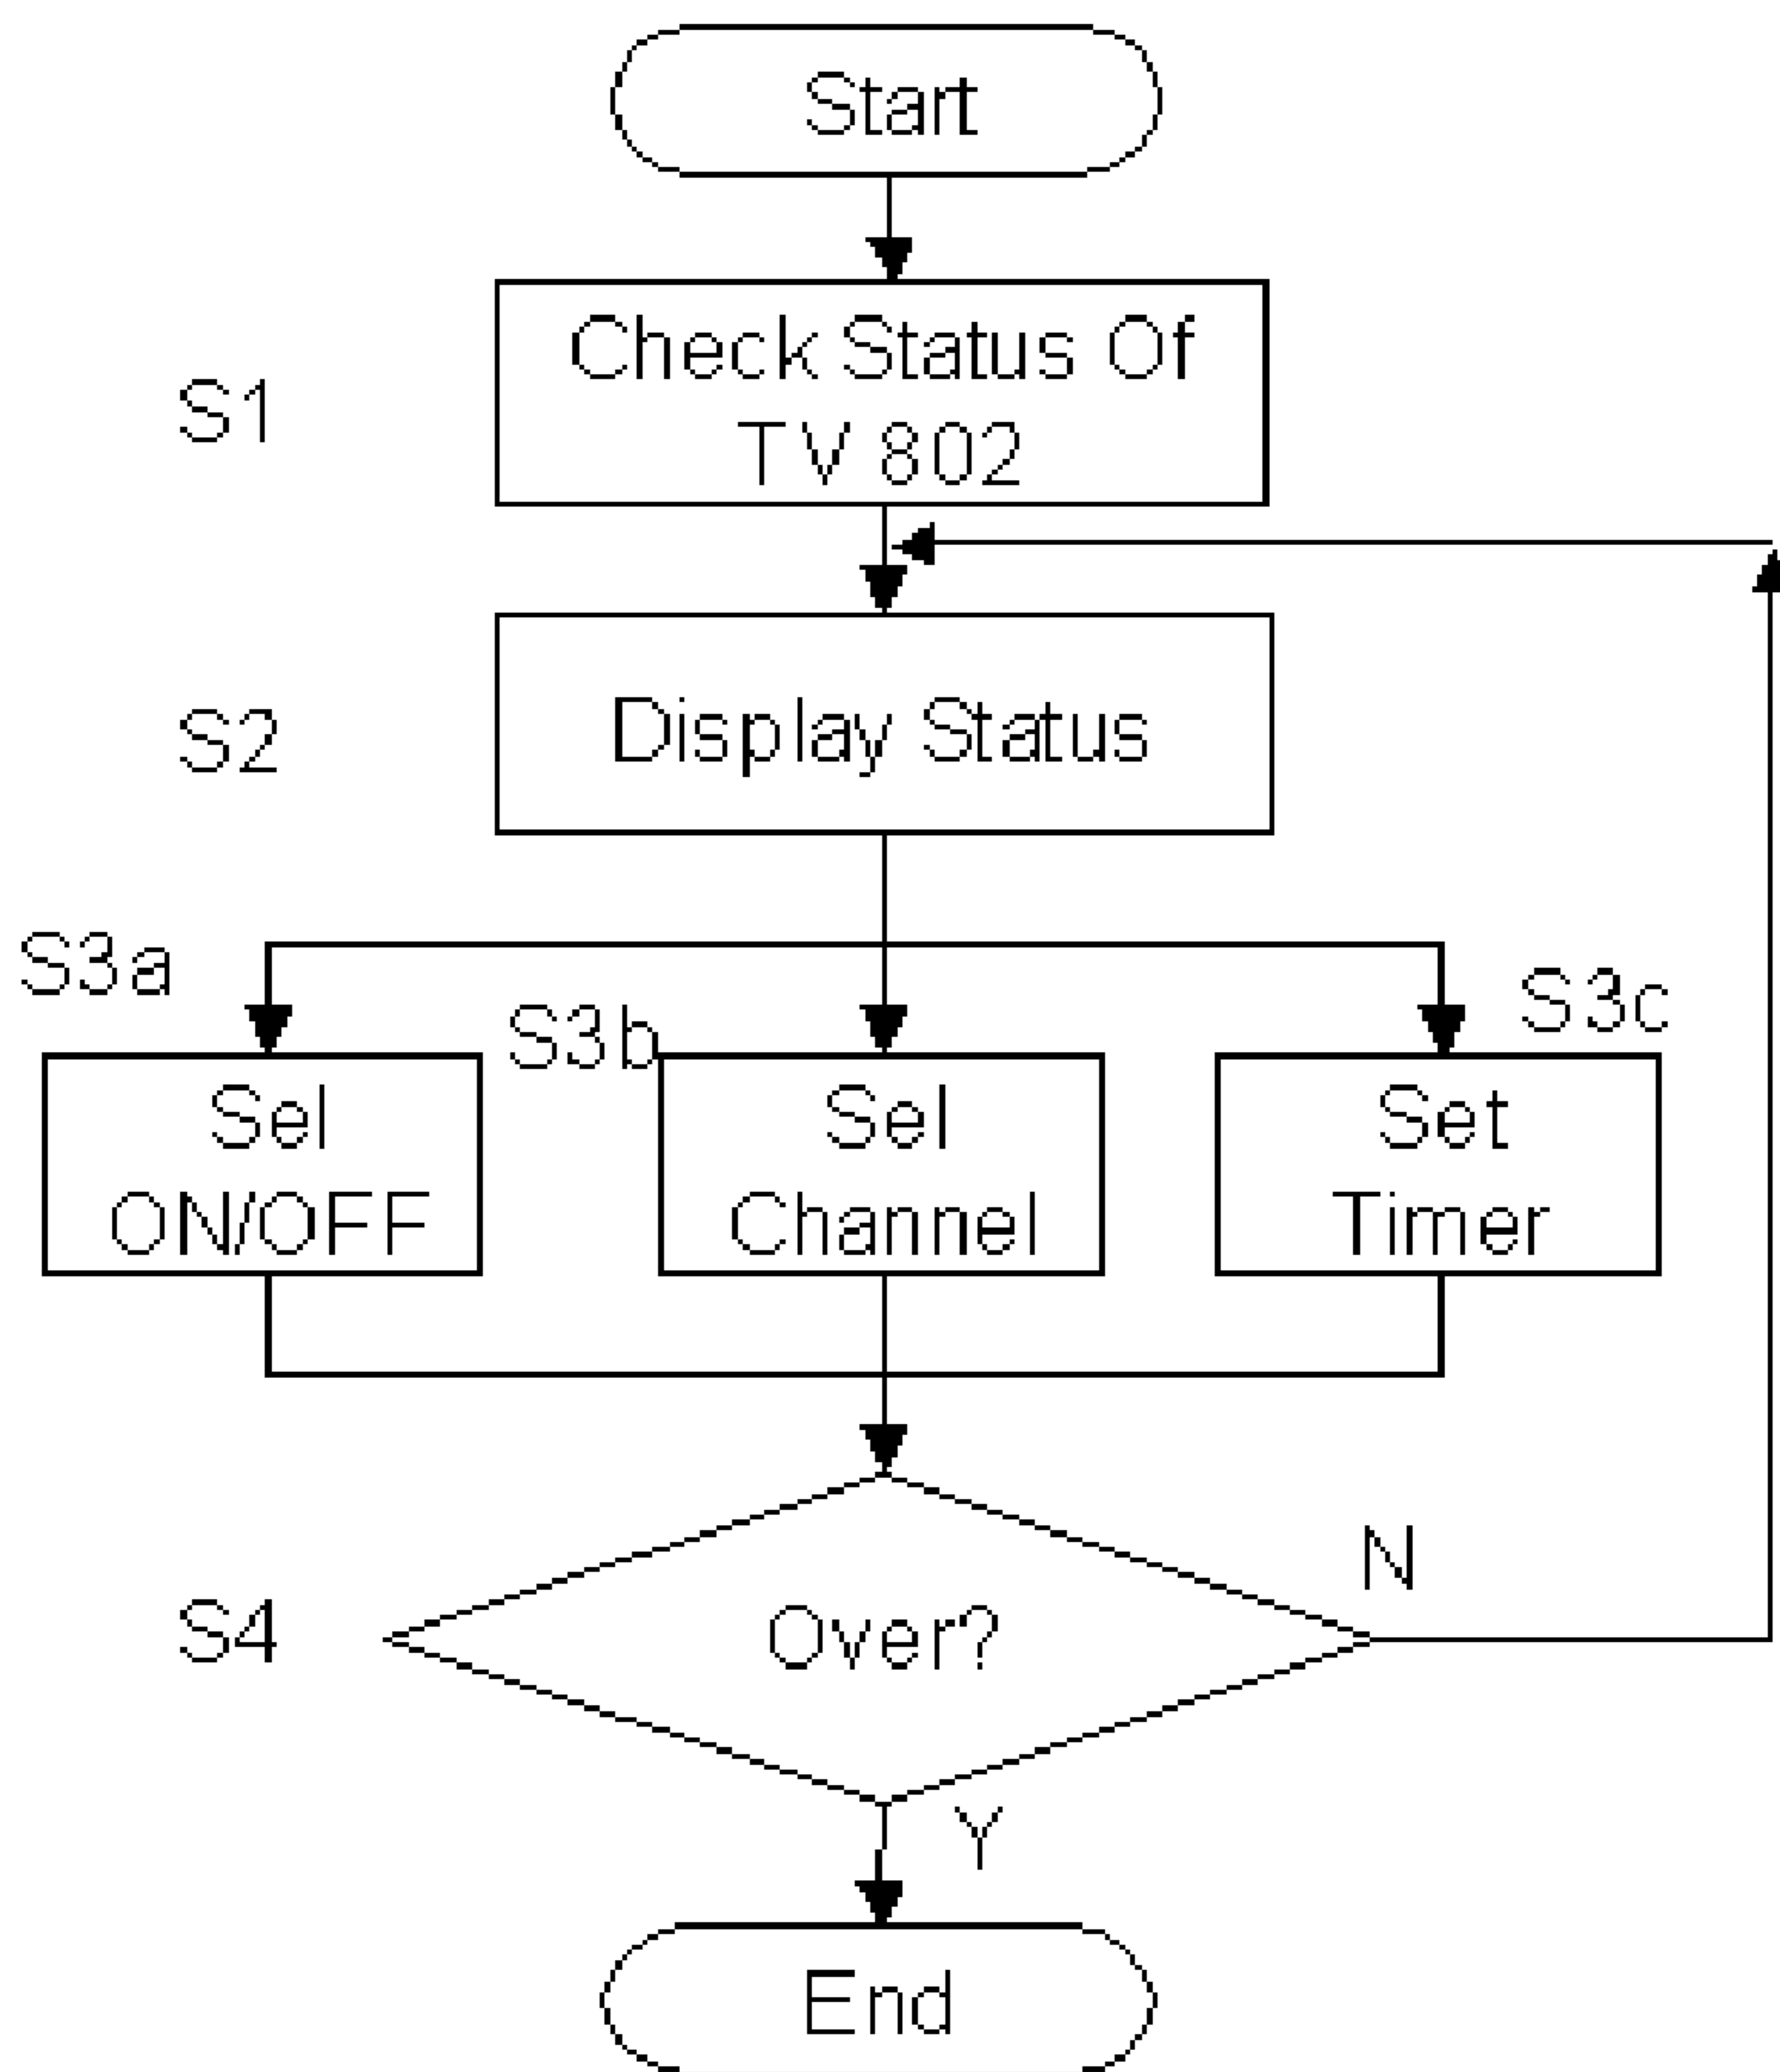 Start
Check Status Of
TV 802
S1
Display Status
S2
S3a
S3b
S3c
Sel
ON/OFF
Sel
Channel
Set
Timer
N
S4
Over?
Y
End